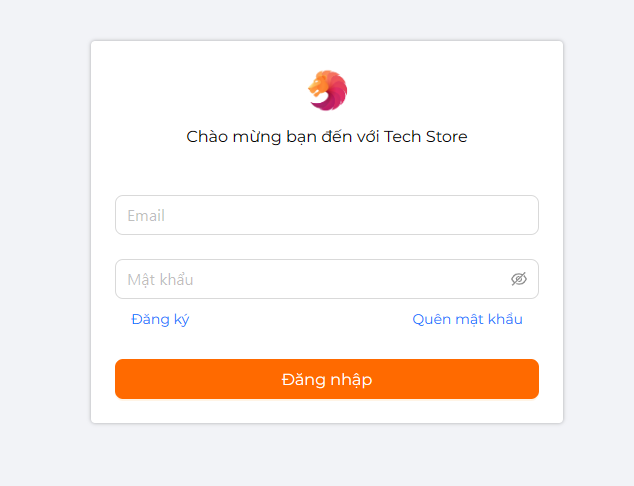 Chào mừng bạn đến với Tech Store
Email
Mật khẩu
Đăng ký
Quên mật khẩu
Đăng nhập